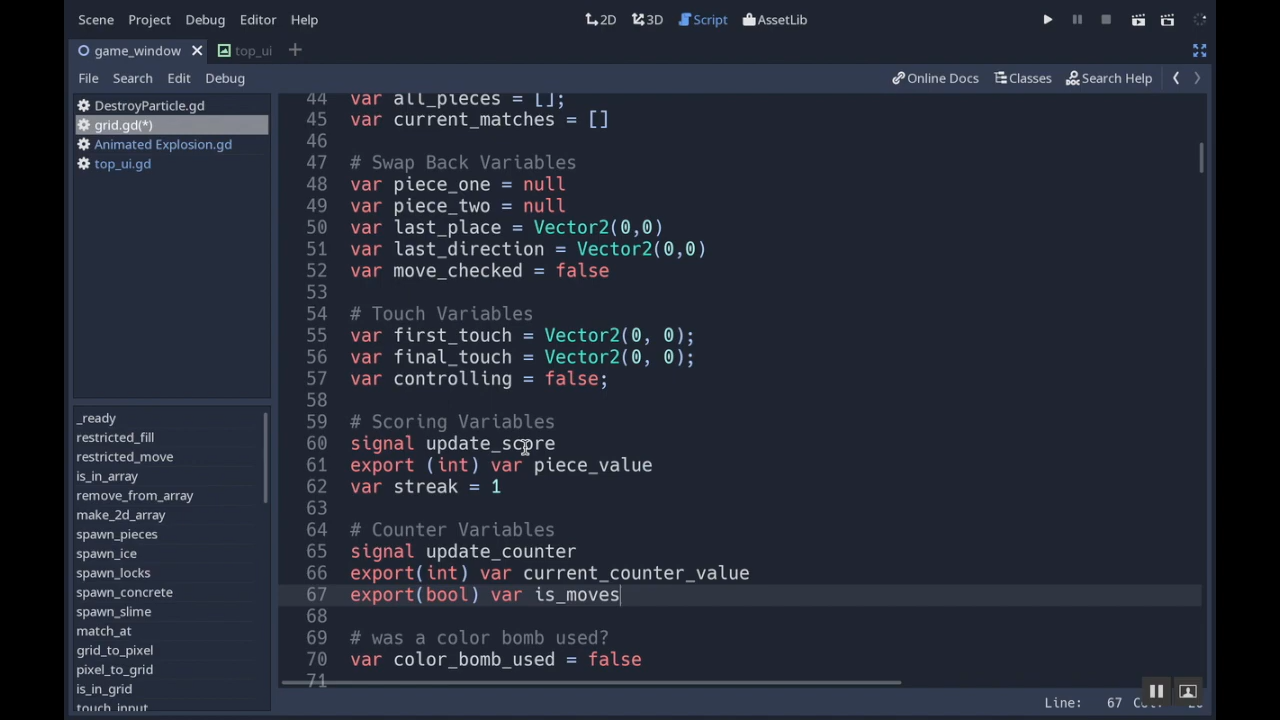 Scene Project Debug Editor Help 2D 3D Script AssetLib
game_window top_ui
File Search Edit Debug Online Docs Classes Search Help
DestroyParticle.gd
grid.gd(*)
Animated Explosion.gd
top_ui.gd
_ready
restricted_fill
restricted_move
is_in_array
remove_from_array
make_2d_array
spawn_pieces
spawn_ice
spawn_locks
spawn_concrete
spawn_slime
match_at
grid_to_pixel
pixel_to_grid
is_in_grid
touch_input
44 var all_pieces = [];
45 var current_matches = []
46
47 # Swap Back Variables
48 var piece_one = null
49 var piece_two = null
50 var last_place = Vector2(0,0)
51 var last_direction = Vector2(0,0)
52 var move_checked = false
53
54 # Touch Variables
55 var first_touch = Vector2(0, 0);
56 var final_touch = Vector2(0, 0);
57 var controlling = false;
58
59 # Scoring Variables
60 signal update_score
61 export (int) var piece_value
62 var streak = 1
63
64 # Counter Variables
65 signal update_counter
66 export(int) var current_counter_value
67 export(bool) var is_moves
68
69 # was a color bomb used?
70 var color_bomb_used = false
71
Line: 67